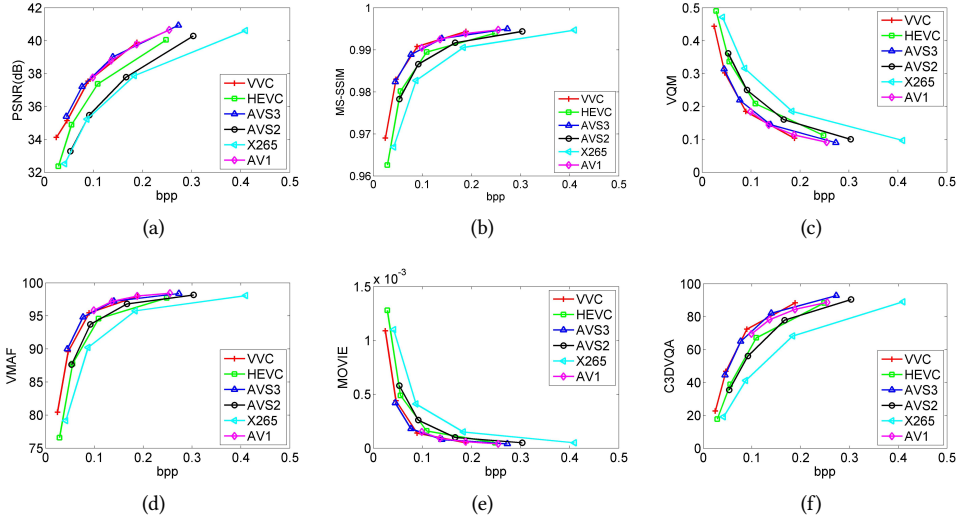 42
40
38
36
34
32
PSNR(dB)
0 0.1 0.2 0.3 0.4 0.5
bpp
VVC
HEVC
AVS3
AVS2
X265
AV1
(a)
1
0.99
0.98
0.97
0.96
MS-SSIM
0 0.1 0.2 0.3 0.4 0.5
bpp
VVC
HEVC
AVS3
AVS2
X265
AV1
(b)
0.5
0.4
0.3
0.2
0.1
0
VQM
0 0.1 0.2 0.3 0.4 0.5
bpp
VVC
HEVC
AVS3
AVS2
X265
AV1
(c)
100
95
90
85
80
75
VMAF
0 0.1 0.2 0.3 0.4 0.5
bpp
VVC
HEVC
AVS3
AVS2
X265
AV1
(d)
1.5 x 10-3
1
0.5
0
MOVIE
0 0.1 0.2 0.3 0.4 0.5
bpp
VVC
HEVC
AVS3
AVS2
X265
AV1
(e)
100
80
60
40
20
0
C3DVQA
0 0.1 0.2 0.3 0.4 0.5
bpp
VVC
HEVC
AVS3
AVS2
X265
AV1
(f)